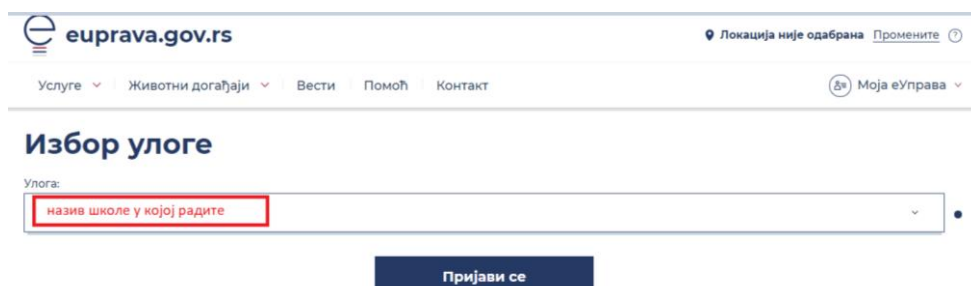 euprava.gov.rs
Локација није одабрана Промените ?
Услуге Животни догађаји Вести Помоћ Контакт Моја еУправа
Избор улоге
Улога:
назив школе у којој радите
Пријави се